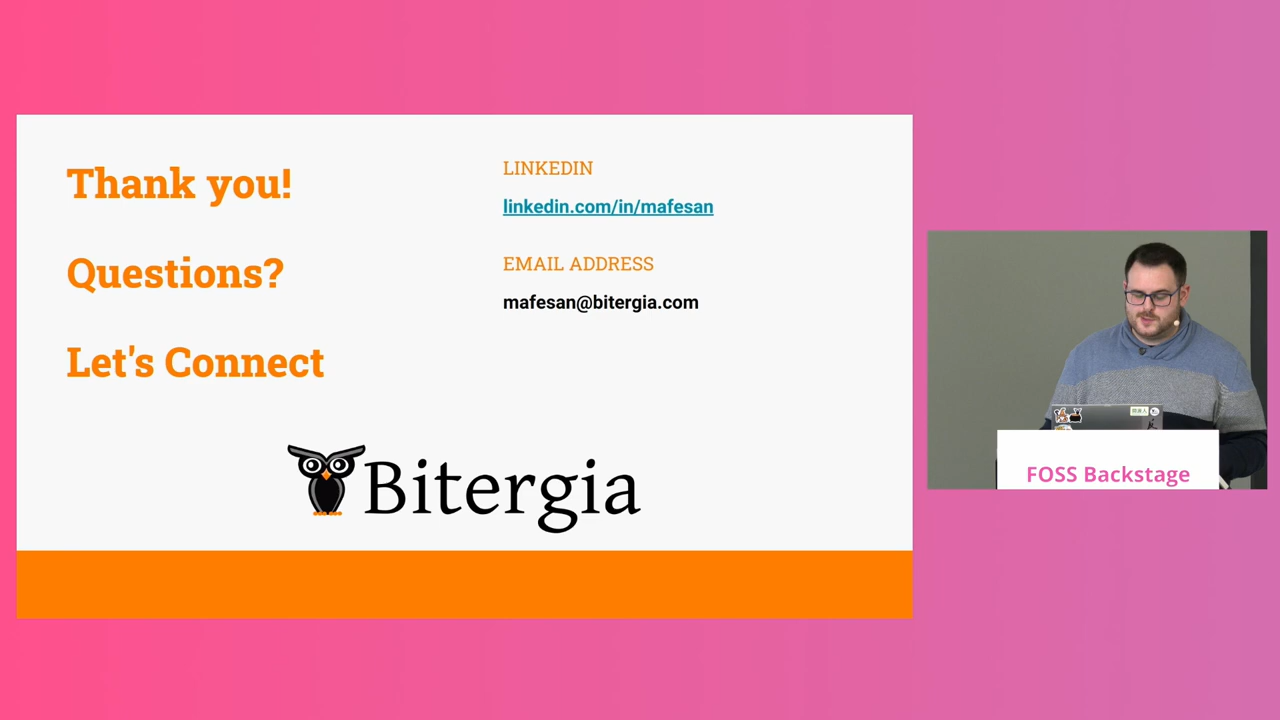 Thank you!
Questions?
Let's Connect
LINKEDIN
linkedin.com/in/mafesan
EMAIL ADDRESS
mafesan@bitergia.com
Bitergia
FOSS Backstage